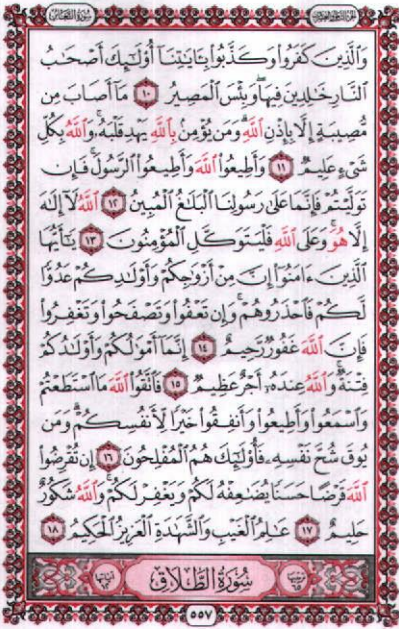 سُورَةُ التَّغَابُنِ
وَالَّذِينَ كَفَرُوا وَكَذَّبُوا بِـَٔايَٰتِنَآ أُو۟لَٰٓئِكَ أَصْحَٰبُ
النَّارِ خَٰلِدِينَ فِيهَا وَبِئْسَ الْمَصِيرُ ١٠ مَآ أَصَابَ مِن
مُّصِيبَةٍ إِلَّا بِإِذْنِ اللَّهِ وَمَن يُؤْمِنۢ بِاللَّهِ يَهْدِ قَلْبَهُۥ وَاللَّهُ بِكُلِّ
شَىْءٍ عَلِيمٌ ١١ وَأَطِيعُوا اللَّهَ وَأَطِيعُوا الرَّسُولَ فَإِن
تَوَلَّيْتُمْ فَإِنَّمَا عَلَىٰ رَسُولِنَا الْبَلَٰغُ الْمُبِينُ ١٢ اللَّهُ لَآ إِلَٰهَ
إِلَّا هُوَ وَعَلَى اللَّهِ فَلْيَتَوَكَّلِ الْمُؤْمِنُونَ ١٣ يَٰٓأَيُّهَا
الَّذِينَ ءَامَنُوٓا إِنَّ مِنْ أَزْوَٰجِكُمْ وَأَوْلَٰدِكُمْ عَدُوًّا
لَّكُمْ فَاحْذَرُوهُمْ وَإِن تَعْفُوا وَتَصْفَحُوا وَتَغْفِرُوا
فَإِنَّ اللَّهَ غَفُورٌ رَّحِيمٌ ١٤ إِنَّمَآ أَمْوَٰلُكُمْ وَأَوْلَٰدُكُمْ
فِتْنَةٌ وَاللَّهُ عِندَهُۥٓ أَجْرٌ عَظِيمٌ ١٥ فَاتَّقُوا اللَّهَ مَا اسْتَطَعْتُمْ
وَاسْمَعُوا وَأَطِيعُوا وَأَنفِقُوا خَيْرًا لِّأَنفُسِكُمْ وَمَن
يُوقَ شُحَّ نَفْسِهِۦ فَأُو۟لَٰٓئِكَ هُمُ الْمُفْلِحُونَ ١٦ إِن تُقْرِضُوا
اللَّهَ قَرْضًا حَسَنًا يُضَٰعِفْهُ لَكُمْ وَيَغْفِرْ لَكُمْ وَاللَّهُ شَكُورٌ
حَلِيمٌ ١٧ عَٰلِمُ الْغَيْبِ وَالشَّهَٰدَةِ الْعَزِيزُ الْحَكِيمُ ١٨
سُورَةُ الطَّلَاقِ
٥٥٧